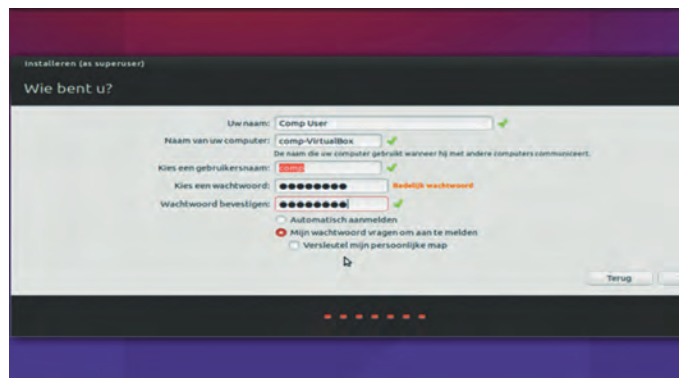 Installeren (as superuser)
Wie bent u?
Uw naam: Comp User
Naam van uw computer: comp-VirtualBox
De naam die uw computer gebruikt wanneer hij met andere computers communiceert.
Kies een gebruikersnaam: comp
Kies een wachtwoord: ●●●●●●●● Redelijk wachtwoord
Wachtwoord bevestigen: ●●●●●●●●
Automatisch aanmelden
Mijn wachtwoord vragen om aan te melden
Versleutel mijn persoonlijke map
Terug